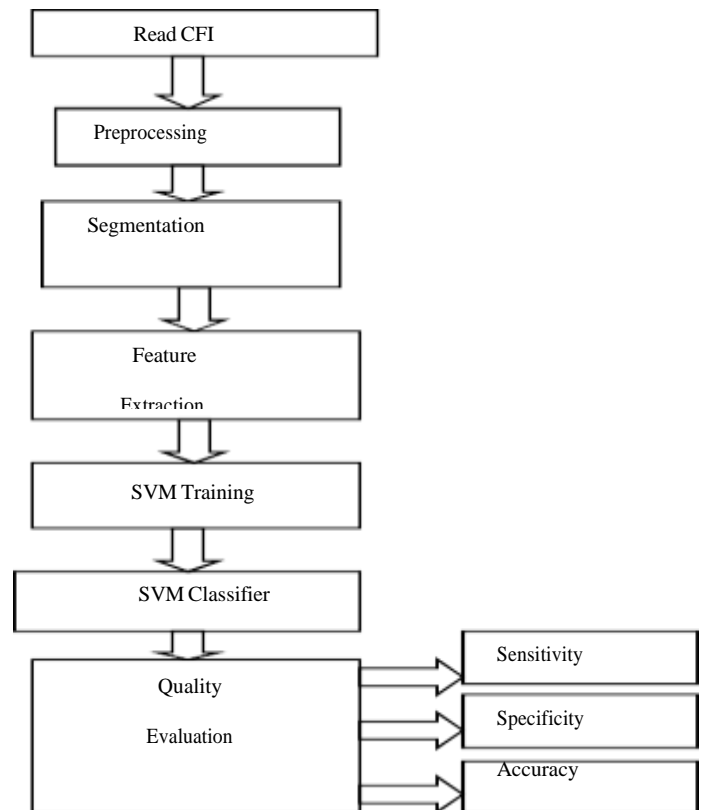 Read CFI
Preprocessing
Segmentation
Feature
Extraction
SVM Training
SVM Classifier
Quality
Evaluation
Sensitivity
Specificity
Accuracy